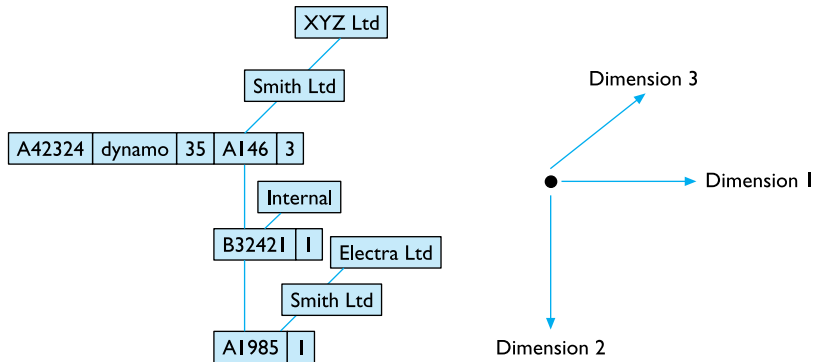 XYZ Ltd
Smith Ltd
Dimension 3
A42324 dynamo 35 A146 3
Dimension 1
Internal
B32421 1
Electra Ltd
Smith Ltd
A1985 1
Dimension 2